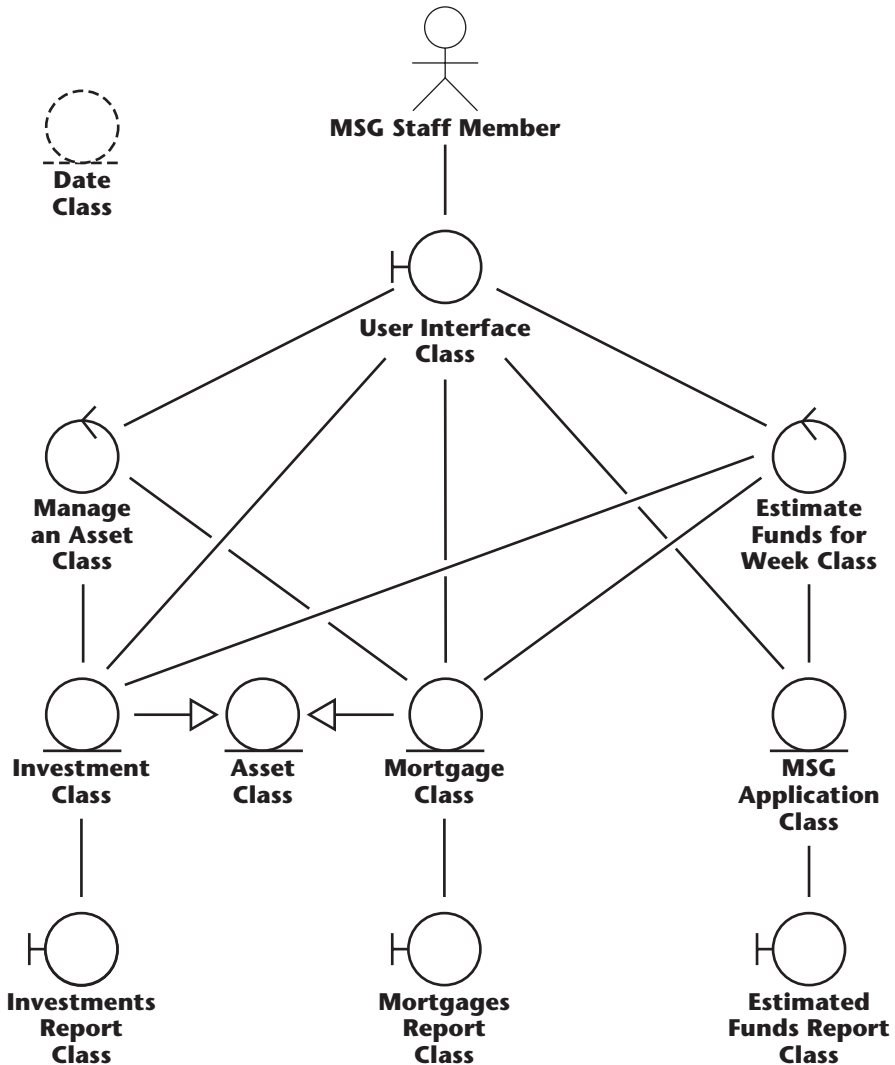 MSG Staff Member
Date
Class
User Interface
Class
Manage
an Asset
Class
Estimate
Funds for
Week Class
Investment
Class
Asset
Class
Mortgage
Class
MSG
Application
Class
Investments
Report
Class
Mortgages
Report
Class
Estimated
Funds Report
Class